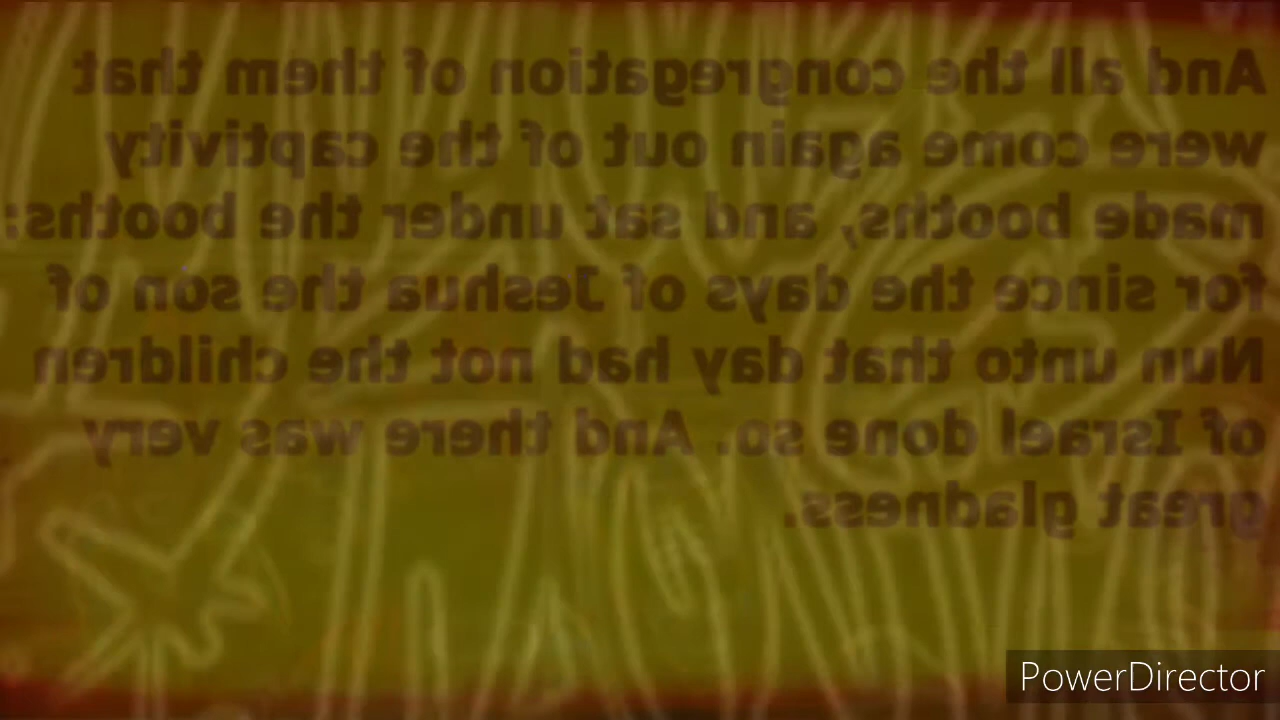 And all the congregation of them that
were come again out of the captivity
made booths, and sat under the booths:
for since the days of Jeshua the son of
Nun unto that day had not the children
of Israel done so. And there was very
great gladness.
PowerDirector